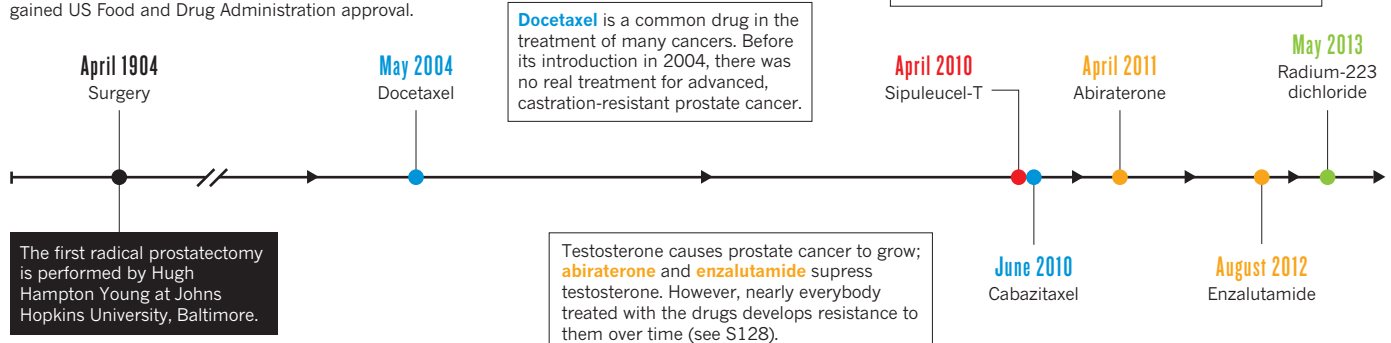 gained US Food and Drug Administration approval.
Docetaxel is a common drug in the
treatment of many cancers. Before
its introduction in 2004, there was
no real treatment for advanced,
castration-resistant prostate cancer.
April 1904
Surgery
May 2004
Docetaxel
April 2010
Sipuleucel-T
April 2011
Abiraterone
May 2013
Radium-223
dichloride
The first radical prostatectomy
is performed by Hugh
Hampton Young at Johns
Hopkins University, Baltimore.
Testosterone causes prostate cancer to grow;
abiraterone and enzalutamide supress
testosterone. However, nearly everybody
treated with the drugs develops resistance to
them over time (see S128).
June 2010
Cabazitaxel
August 2012
Enzalutamide